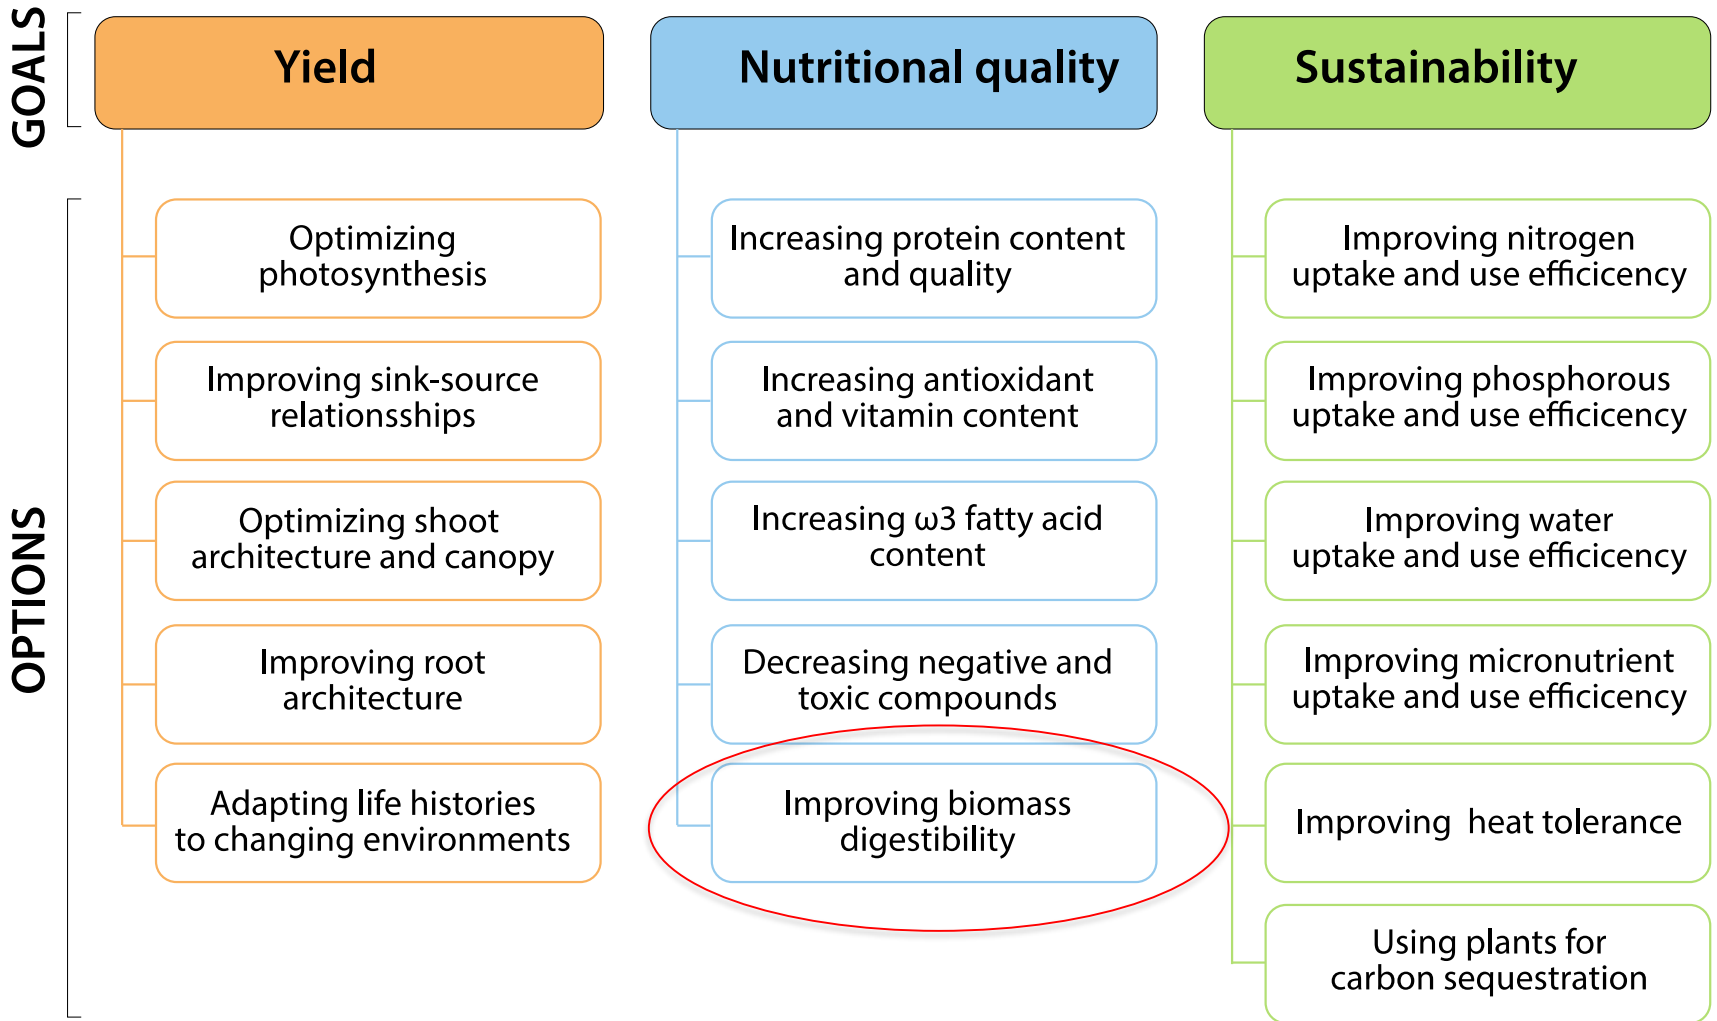 GOALS
Yield
Nutritional quality
Sustainability
OPTIONS
Optimizing
photosynthesis
Improving sink-source
relationsships
Optimizing shoot
architecture and canopy
Improving root
architecture
Adapting life histories
to changing environments
Increasing protein content
and quality
Increasing antioxidant
and vitamin content
Increasing ω3 fatty acid
content
Decreasing negative and
toxic compounds
Improving biomass
digestibility
Improving nitrogen
uptake and use efficicency
Improving phosphorous
uptake and use efficicency
Improving water
uptake and use efficicency
Improving micronutrient
uptake and use efficicency
Improving heat tolerance
Using plants for
carbon sequestration